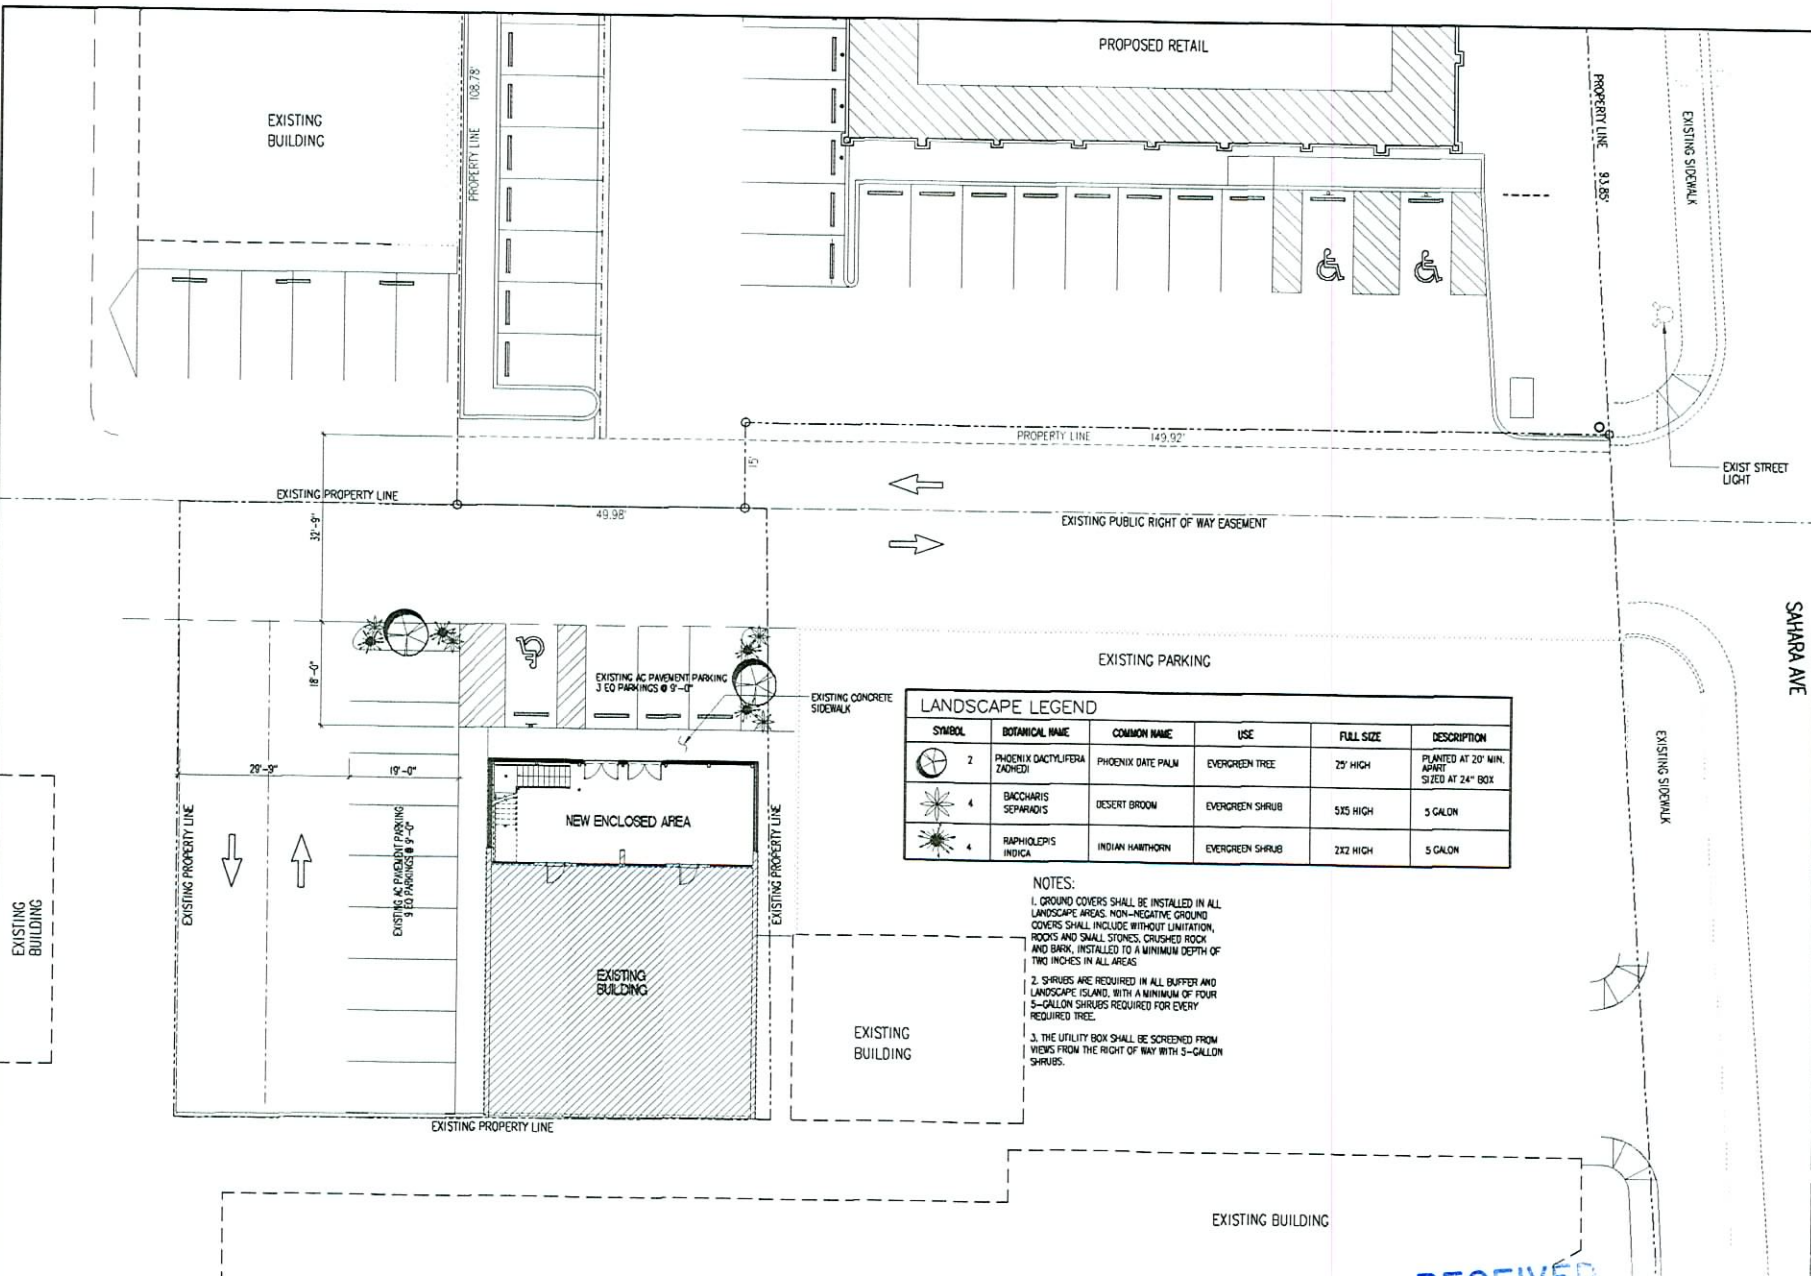 PROPOSED RETAIL
EXISTING
BUILDING
PROPERTY LINE 108.78'
PROPERTY LINE 93.85'
EXISTING SIDEWALK
PROPERTY LINE 149.92'
15'
EXIST STREET
LIGHT
EXISTING PROPERTY LINE
49.98'
EXISTING PUBLIC RIGHT OF WAY EASEMENT
32'-9"
SAHARA AVE
18'-0"
EXISTING AC PAVEMENT PARKING
3 EQ PARKINGS @ 9'-0"
EXISTING CONCRETE
SIDEWALK
EXISTING PARKING
LANDSCAPE LEGEND
SYMBOL BOTANICAL NAME COMMON NAME USE FULL SIZE DESCRIPTION
2 PHOENIX DACTYLIFERA ZADHEDI PHOENIX DATE PALM EVERGREEN TREE 25' HIGH PLANTED AT 20' MIN. APART SIZED AT 24" BOX
4 BACCHARIS SEPARADIS DESERT BROOM EVERGREEN SHRUB 5X5 HIGH 5 GALON
4 RAPHIOLEPIS INDICA INDIAN HAWTHORN EVERGREEN SHRUB 2X2 HIGH 5 GALON
EXISTING SIDEWALK
29'-9"
19'-0"
NEW ENCLOSED AREA
EXISTING PROPERTY LINE
EXISTING AC PAVEMENT PARKING
9 EQ PARKINGS @ 9'-0"
EXISTING PROPERTY LINE
NOTES:
1. GROUND COVERS SHALL BE INSTALLED IN ALL
LANDSCAPE AREAS. NON-NEGATIVE GROUND
COVERS SHALL INCLUDE WITHOUT LIMITATION,
ROCKS AND SMALL STONES, CRUSHED ROCK
AND BARK, INSTALLED TO A MINIMUM DEPTH OF
TWO INCHES IN ALL AREAS
2. SHRUBS ARE REQUIRED IN ALL BUFFER AND
LANDSCAPE ISLAND, WITH A MINIMUM OF FOUR
5-GALLON SHRUBS REQUIRED FOR EVERY
REQUIRED TREE.
3. THE UTILITY BOX SHALL BE SCREENED FROM
VIEWS FROM THE RIGHT OF WAY WITH 5-GALLON
SHRUBS.
EXISTING
BUILDING
EXISTING
BUILDING
EXISTING
BUILDING
EXISTING PROPERTY LINE
EXISTING BUILDING
RECEIVED